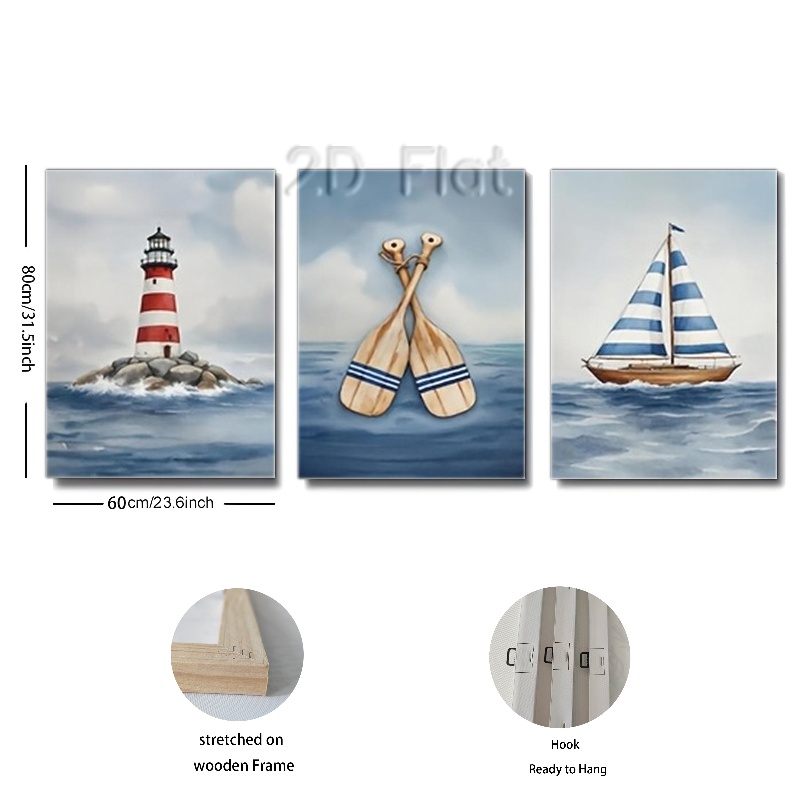 2D Flat
80cm/31.5inch
60cm/23.6inch
stretched on
wooden Frame
Hook
Ready to Hang